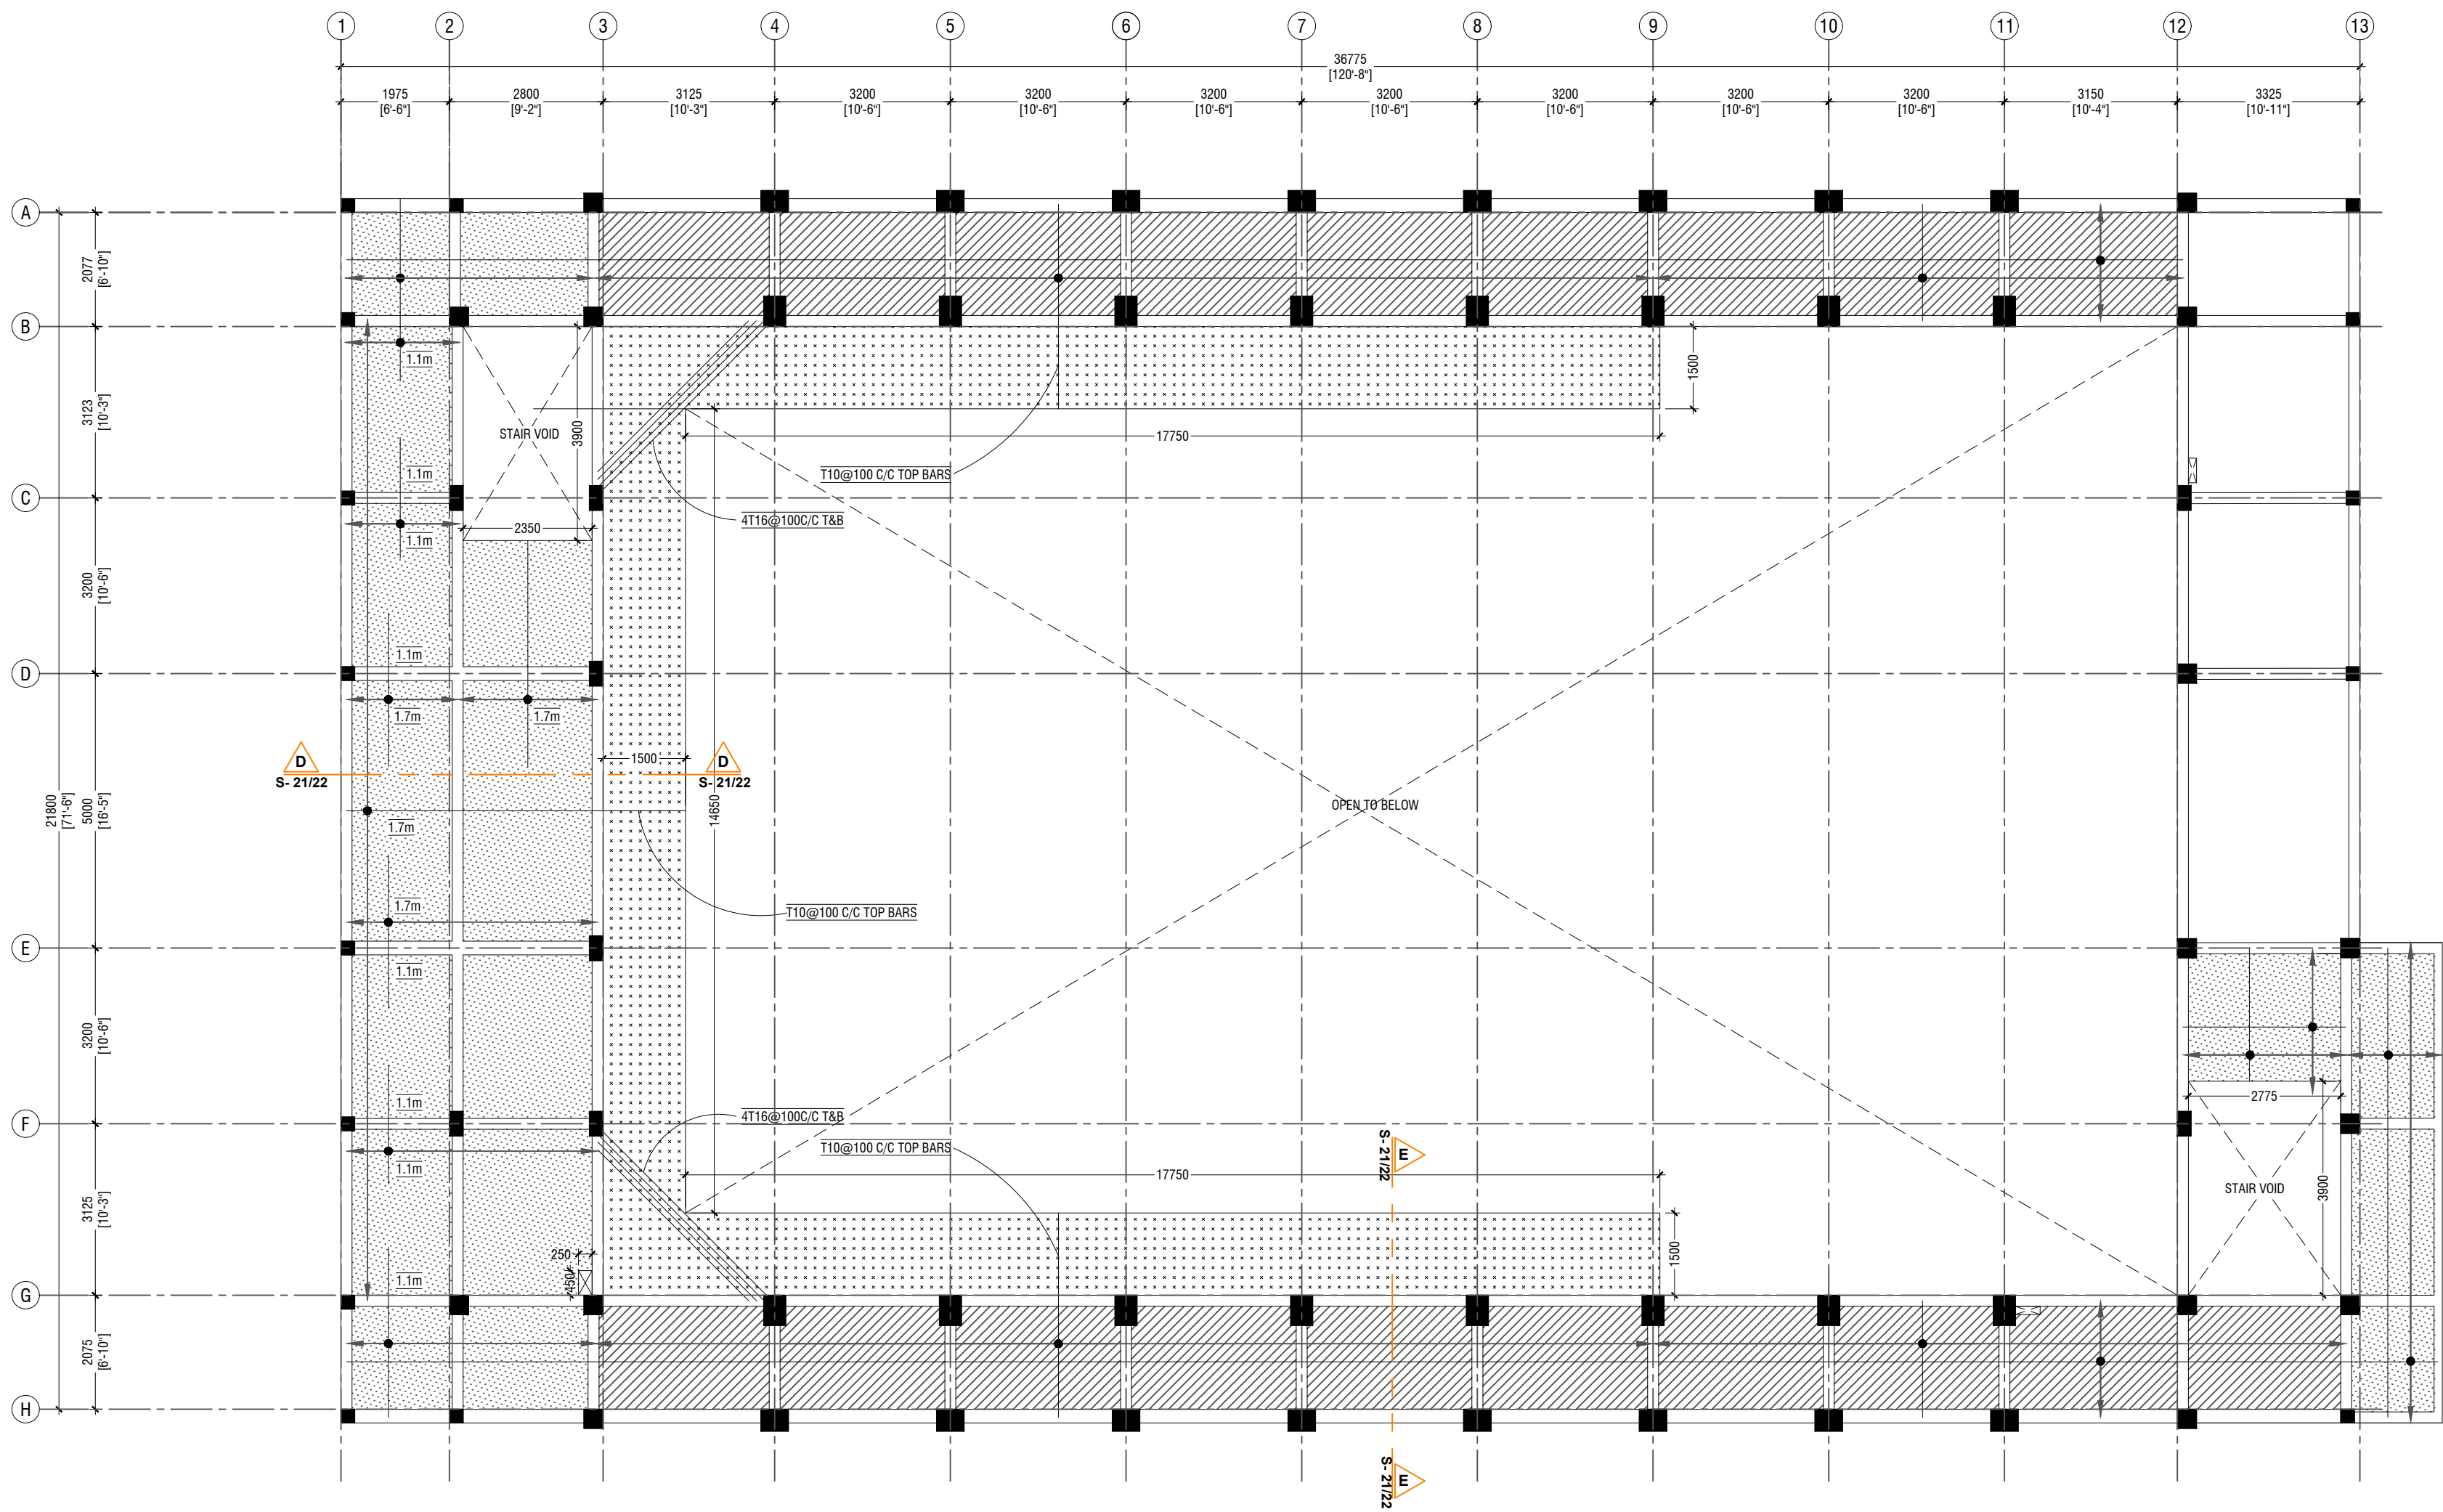 1 2 3 4 5 6 7 8 9 10 11 12 13
36775
[120'-8"]
1975 2800 3125 3200 3200 3200 3200 3200 3200 3200 3150 3325
[6'-6"] [9'-2"] [10'-3"] [10'-6"] [10'-6"] [10'-6"] [10'-6"] [10'-6"] [10'-6"] [10'-6"] [10'-4"] [10'-11"]
A
2077
[6'-10"]
B
1.1m
1500
3123
[10'-3"]
STAIR VOID
3900
17750
1.1m
T10@100 C/C TOP BARS
C
4T16@100C/C T&B
2350
1.1m
3200
[10'-6"]
1.1m
D
1.7m
1.7m
D
S- 21/22
1500
D
S- 21/22
21800
[71'-6"]
5000
[16'-5"]
14650
OPEN TO BELOW
1.7m
1.7m
T10@100 C/C TOP BARS
E
1.1m
3200
[10'-6"]
2775
1.1m
4T16@100C/C T&B
F
T10@100 C/C TOP BARS
S- 21/22
E
1.1m
17750
STAIR VOID
3900
3125
[10'-3"]
250
450
1.1m
1500
G
2075
[6'-10"]
H
S- 21/22
E